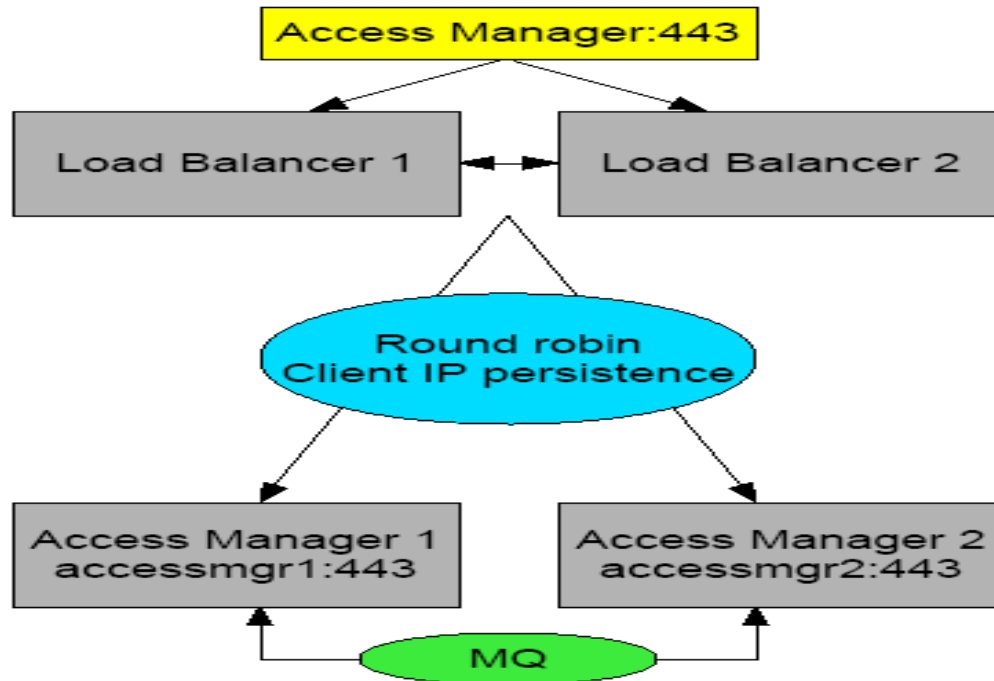 Access Manager:443
Load Balancer 1
Load Balancer 2
Round robin
Client IP persistence
Access Manager 1
accessmgr1:443
Access Manager 2
accessmgr2:443
MQ